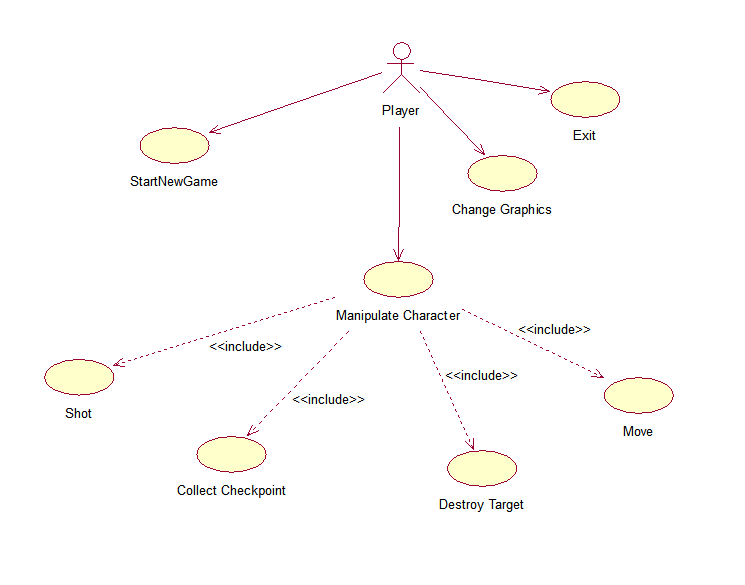 Player
Exit
StartNewGame
Change Graphics
Manipulate Character
<<include>>
<<include>>
<<include>>
<<include>>
Shot
Move
Collect Checkpoint
Destroy Target